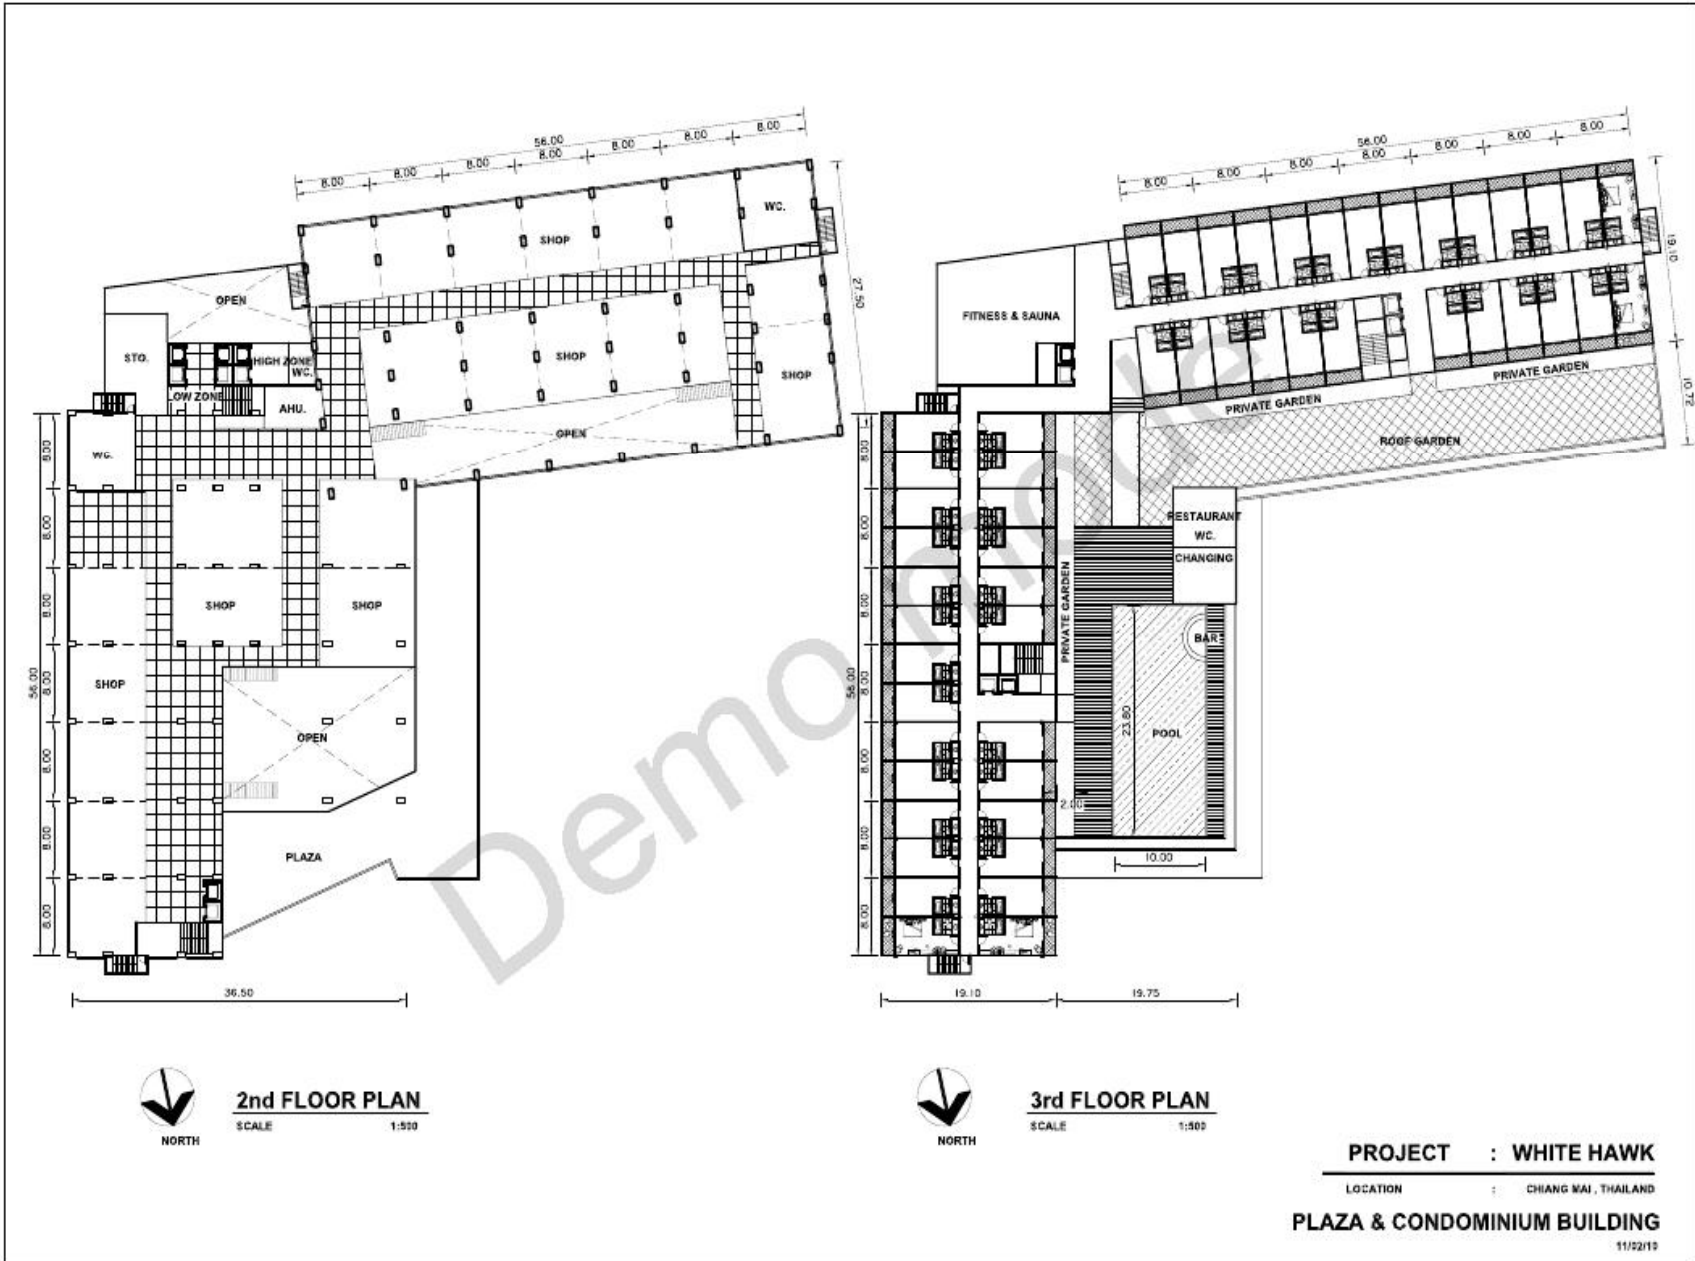 56.00
8.00
8.00
8.00
8.00
8.00
8.00
8.00
27.50
WC.
SHOP
OPEN
STO.
HIGH ZONE
WC.
LOW ZONE
AHU.
SHOP
SHOP
OPEN
WC.
SHOP
SHOP
SHOP
OPEN
PLAZA
56.00
8.00
8.00
8.00
8.00
8.00
8.00
8.00
36.50
NORTH
2nd FLOOR PLAN
SCALE 1:500
56.00
8.00
8.00
8.00
8.00
8.00
8.00
8.00
19.10
10.72
FITNESS & SAUNA
PRIVATE GARDEN
PRIVATE GARDEN
ROOF GARDEN
RESTAURANT
WC.
CHANGING
PRIVATE GARDEN
BAR
23.80
POOL
2.00
10.00
56.00
8.00
8.00
8.00
8.00
8.00
8.00
8.00
19.10
19.75
NORTH
3rd FLOOR PLAN
SCALE 1:500
Demo mode
PROJECT : WHITE HAWK
LOCATION : CHIANG MAI , THAILAND
PLAZA & CONDOMINIUM BUILDING
11/02/10